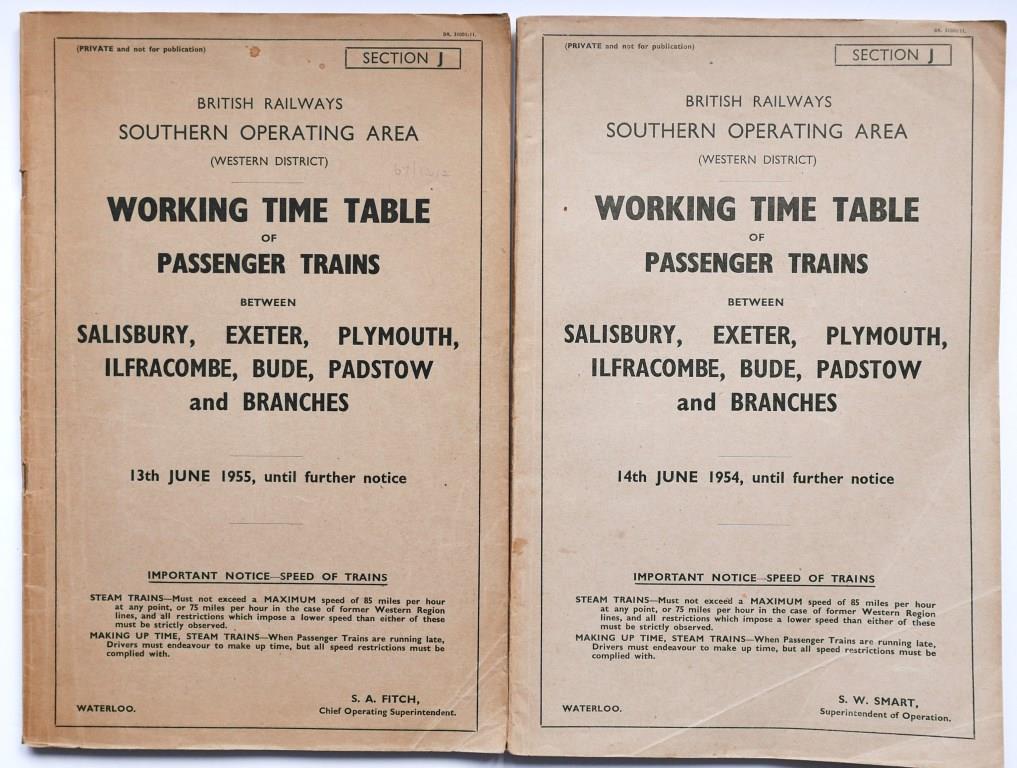 (PRIVATE and not for publication)
SECTION J
BRITISH RAILWAYS
SOUTHERN OPERATING AREA
(WESTERN DISTRICT)
WORKING TIME TABLE
OF
PASSENGER TRAINS
BETWEEN
SALISBURY, EXETER, PLYMOUTH,
ILFRACOMBE, BUDE, PADSTOW
and BRANCHES
13th JUNE 1955, until further notice
IMPORTANT NOTICE—SPEED OF TRAINS
STEAM TRAINS—Must not exceed a MAXIMUM speed of 85 miles per hour
at any point, or 75 miles per hour in the case of former Western Region
lines, and all restrictions which impose a lower speed than either of these
must be strictly observed.
MAKING UP TIME, STEAM TRAINS—When Passenger Trains are running late,
Drivers must endeavour to make up time, but all speed restrictions must be
complied with.
S. A. FITCH,
WATERLOO. Chief Operating Superintendent.
(PRIVATE and not for publication)
SECTION J
BRITISH RAILWAYS
SOUTHERN OPERATING AREA
(WESTERN DISTRICT)
WORKING TIME TABLE
OF
PASSENGER TRAINS
BETWEEN
SALISBURY, EXETER, PLYMOUTH,
ILFRACOMBE, BUDE, PADSTOW
and BRANCHES
14th JUNE 1954, until further notice
IMPORTANT NOTICE—SPEED OF TRAINS
STEAM TRAINS—Must not exceed a MAXIMUM speed of 85 miles per hour
at any point, or 75 miles per hour in the case of former Western Region
lines, and all restrictions which impose a lower speed than either of these
must be strictly observed.
MAKING UP TIME, STEAM TRAINS—When Passenger Trains are running late,
Drivers must endeavour to make up time, but all speed restrictions must be
complied with.
S. W. SMART,
WATERLOO. Superintendent of Operation.